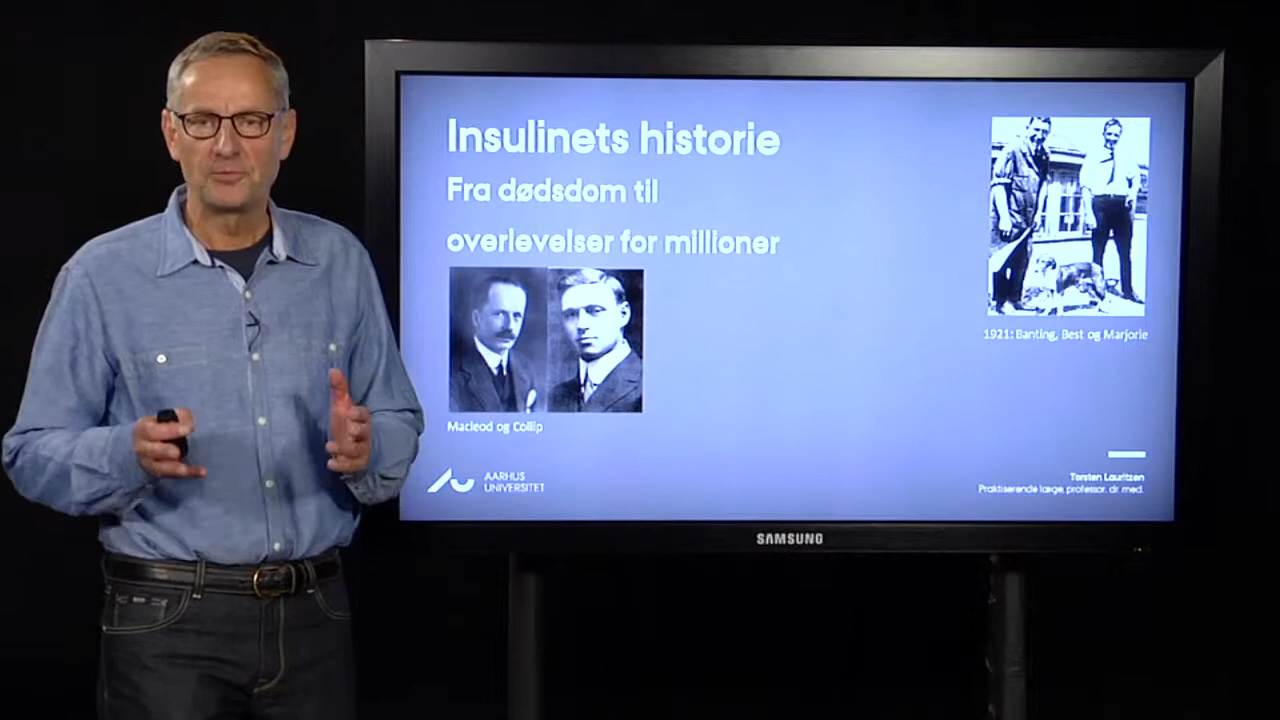 Insulinets historie
Fra dødsdom til
overlevelser for millioner
1921: Banting, Best og Marjorie
Macleod og Collip
AARHUS
UNIVERSITET
Torsten Lauritzen
Praktiserende læge, professor, dr. med.
SAMSUNG